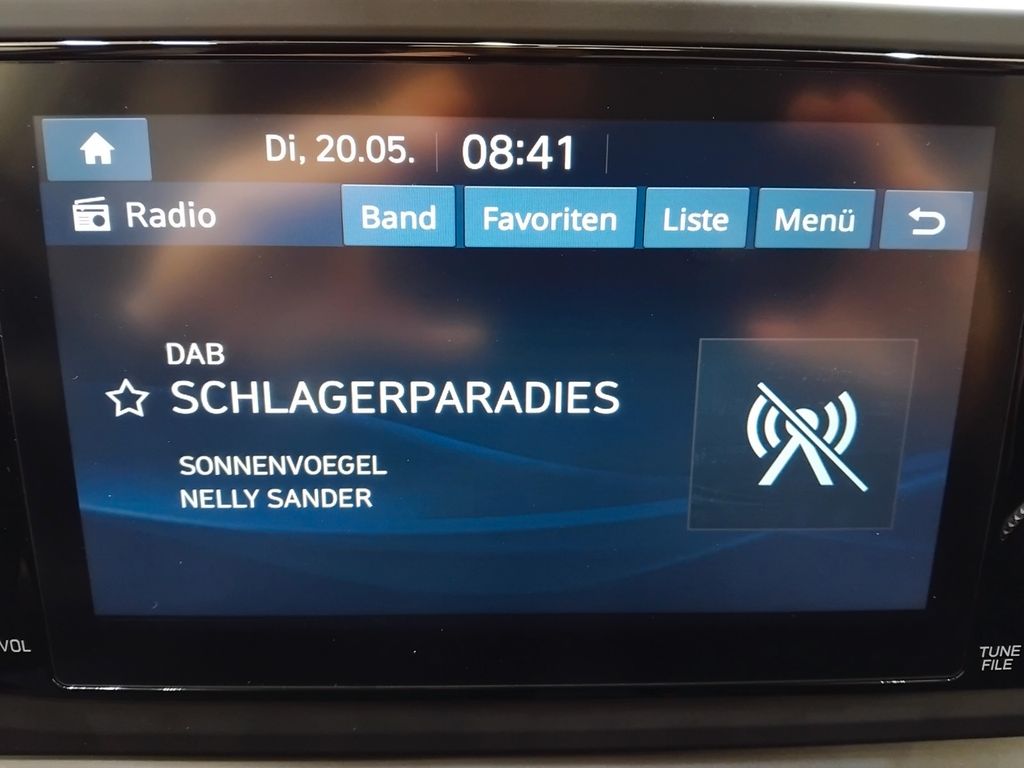 Di, 20.05. 08:41
Radio Band Favoriten Liste Menü
DAB
SCHLAGERPARADIES
SONNENVOEGEL
NELLY SANDER
VOL
TUNE
FILE